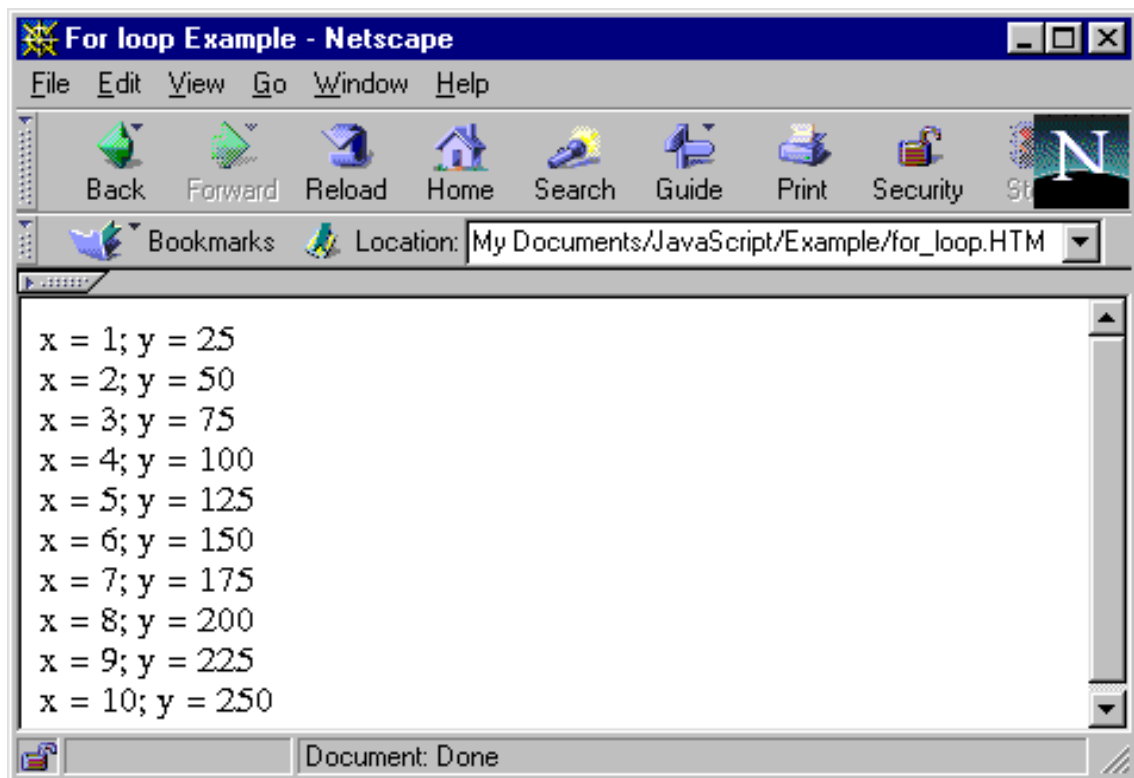 For loop Example - Netscape
File Edit View Go Window Help
N
Back Forward Reload Home Search Guide Print Security St
Bookmarks Location: My Documents/JavaScript/Example/for_loop.HTM
x = 1; y = 25
x = 2; y = 50
x = 3; y = 75
x = 4; y = 100
x = 5; y = 125
x = 6; y = 150
x = 7; y = 175
x = 8; y = 200
x = 9; y = 225
x = 10; y = 250
Document: Done